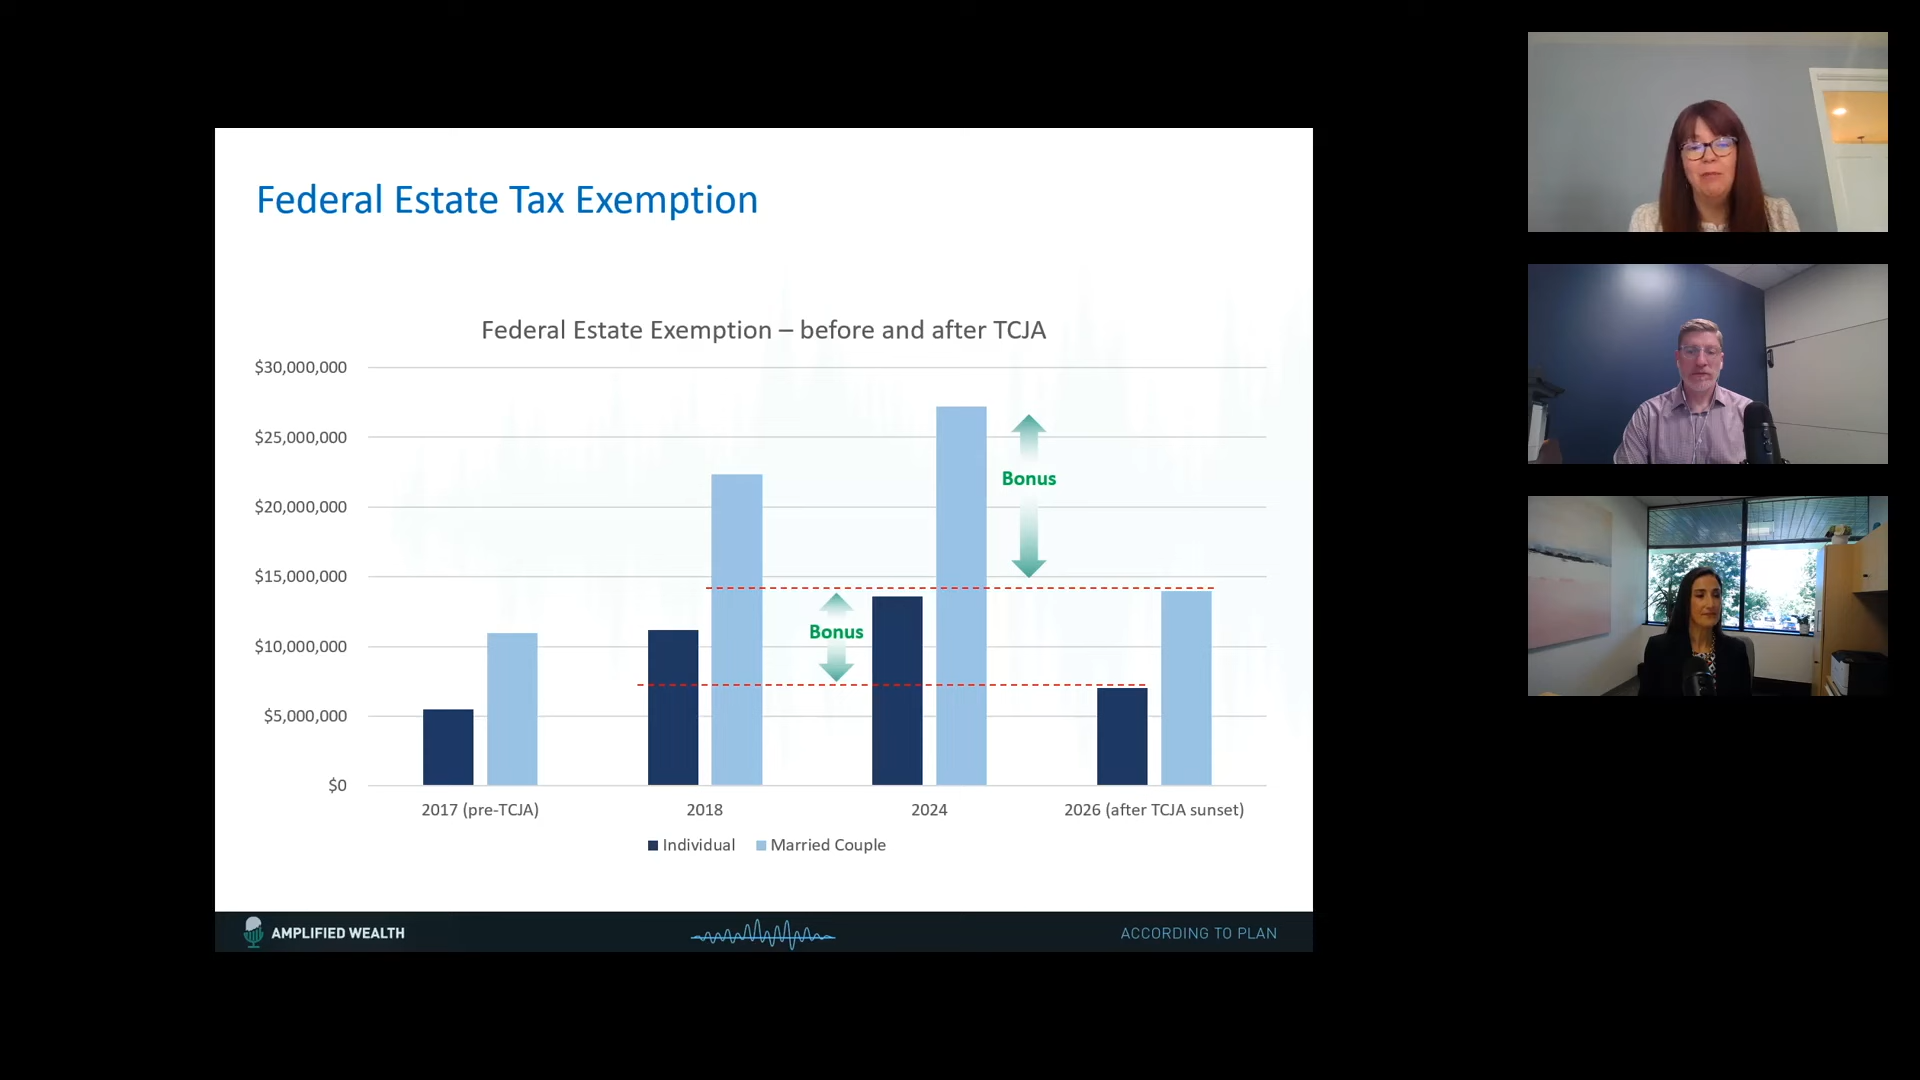 Federal Estate Tax Exemption
Federal Estate Exemption – before and after TCJA
$30,000,000
$25,000,000
$20,000,000
$15,000,000
$10,000,000
$5,000,000
$0
Bonus
Bonus
2017 (pre-TCJA)
2018
2024
2026 (after TCJA sunset)
Individual
Married Couple
AMPLIFIED WEALTH
ACCORDING TO PLAN